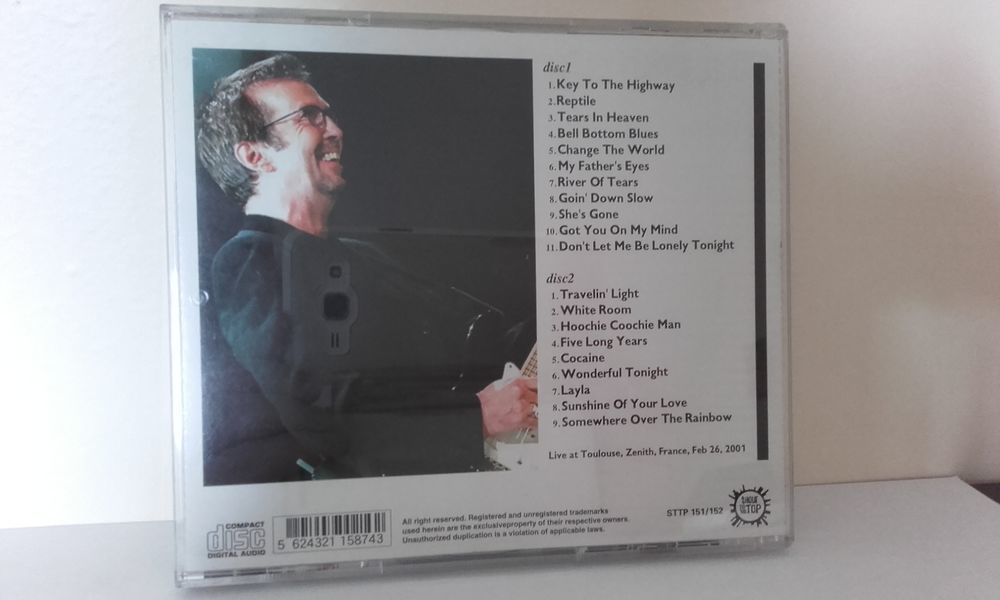 disc1
1.Key To The Highway
2.Reptile
3.Tears In Heaven
4.Bell Bottom Blues
5.Change The World
6.My Father's Eyes
7.River Of Tears
8.Goin' Down Slow
9.She's Gone
10.Got You On My Mind
11.Don't Let Me Be Lonely Tonight
disc2
1.Travelin' Light
2.White Room
3.Hoochie Coochie Man
4.Five Long Years
5.Cocaine
6.Wonderful Tonight
7.Layla
8.Sunshine Of Your Love
9.Somewhere Over The Rainbow
Live at Toulouse, Zenith, France, Feb 26, 2001
COMPACT
disc
DIGITAL AUDIO
5 624321 158743
All right reserved. Registered and unregistered trademarks
used herein are the exclusiveproperty of their respective owners.
Unauthorized duplication is a violation of applicable laws.
STTP 151/152
STOP